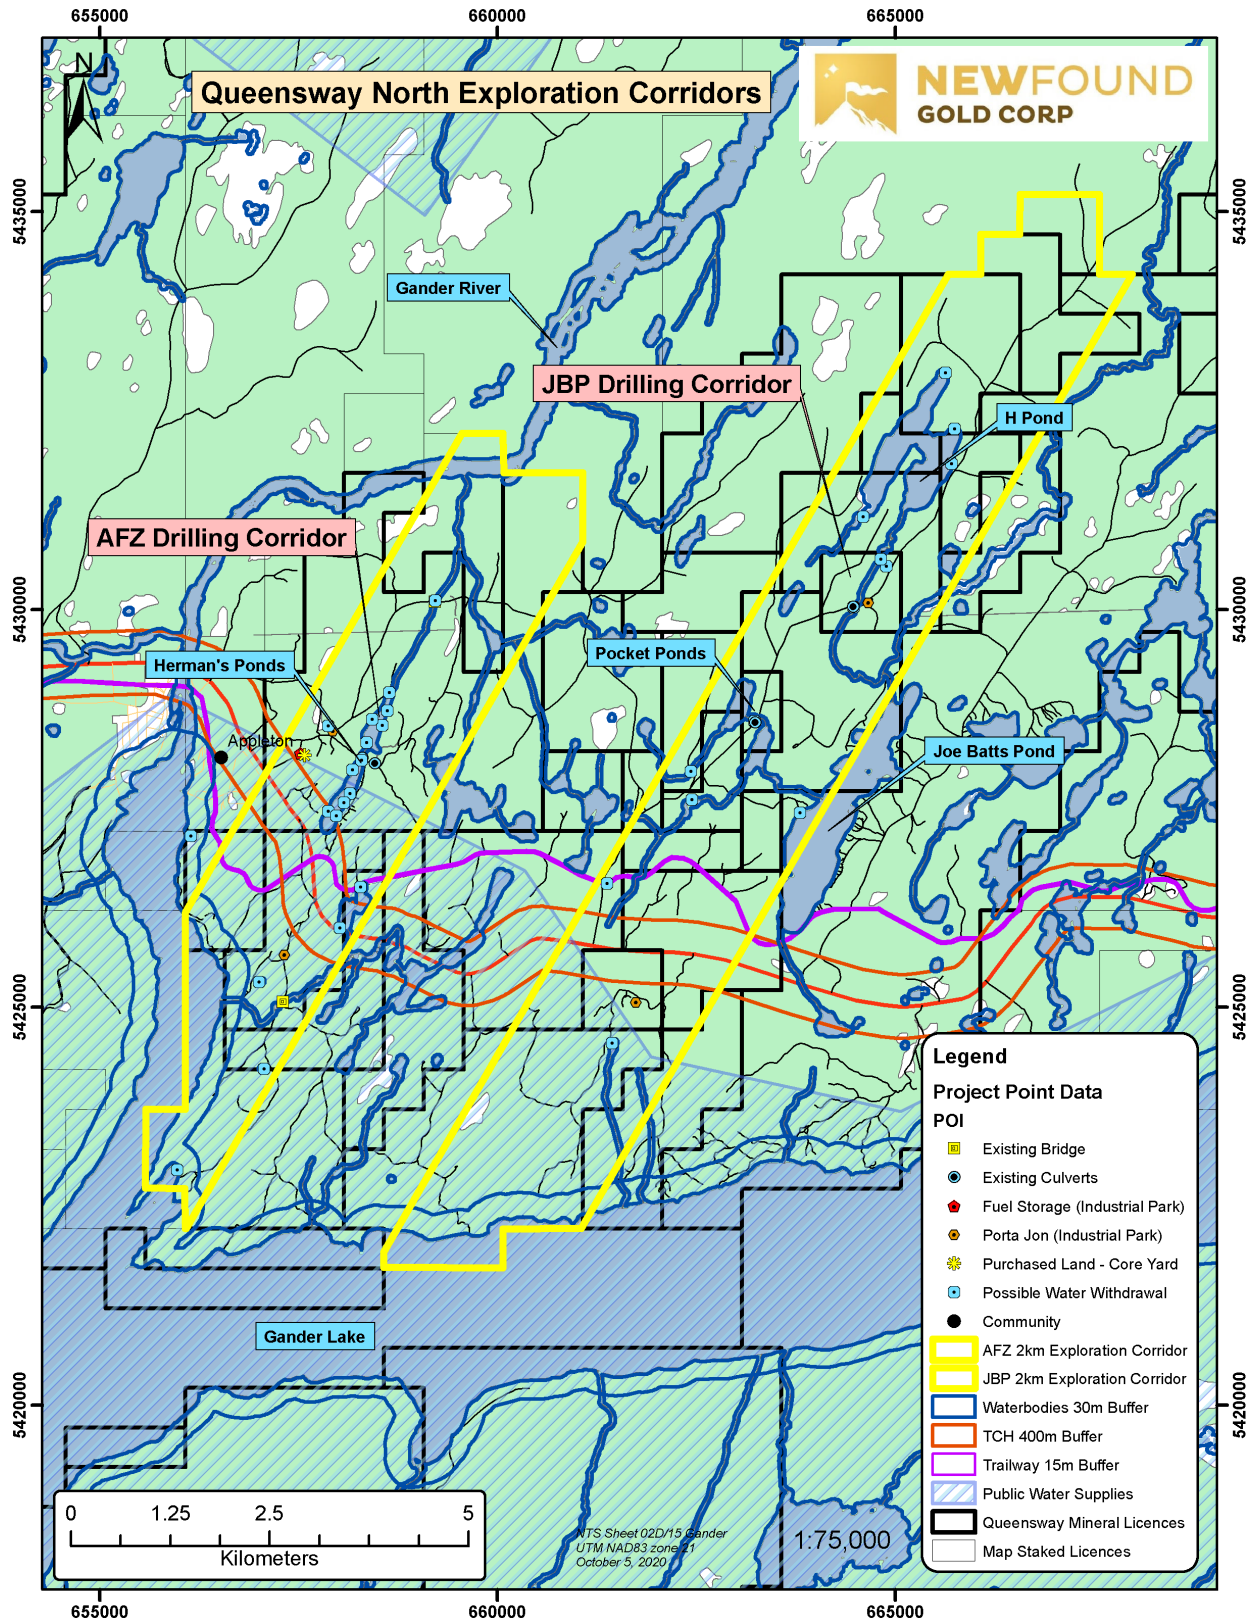 655000
660000
665000
N
Queensway North Exploration Corridors
NEWFOUND
GOLD CORP
5435000
5435000
Gander River
JBP Drilling Corridor
H Pond
AFZ Drilling Corridor
5430000
5430000
Herman's Ponds
Pocket Ponds
Appleton
Joe Batts Pond
5425000
5425000
Legend
Project Point Data
POI
Existing Bridge
Existing Culverts
Fuel Storage (Industrial Park)
Porta Jon (Industrial Park)
Purchased Land - Core Yard
Possible Water Withdrawal
Community
AFZ 2km Exploration Corridor
JBP 2km Exploration Corridor
Waterbodies 30m Buffer
TCH 400m Buffer
Trailway 15m Buffer
Public Water Supplies
Queensway Mineral Licences
Map Staked Licences
Gander Lake
5420000
5420000
0 1.25 2.5 5
Kilometers
NTS Sheet 02D/15 Gander
UTM NAD83 zone 21
October 5, 2020
1:75,000
655000
660000
665000